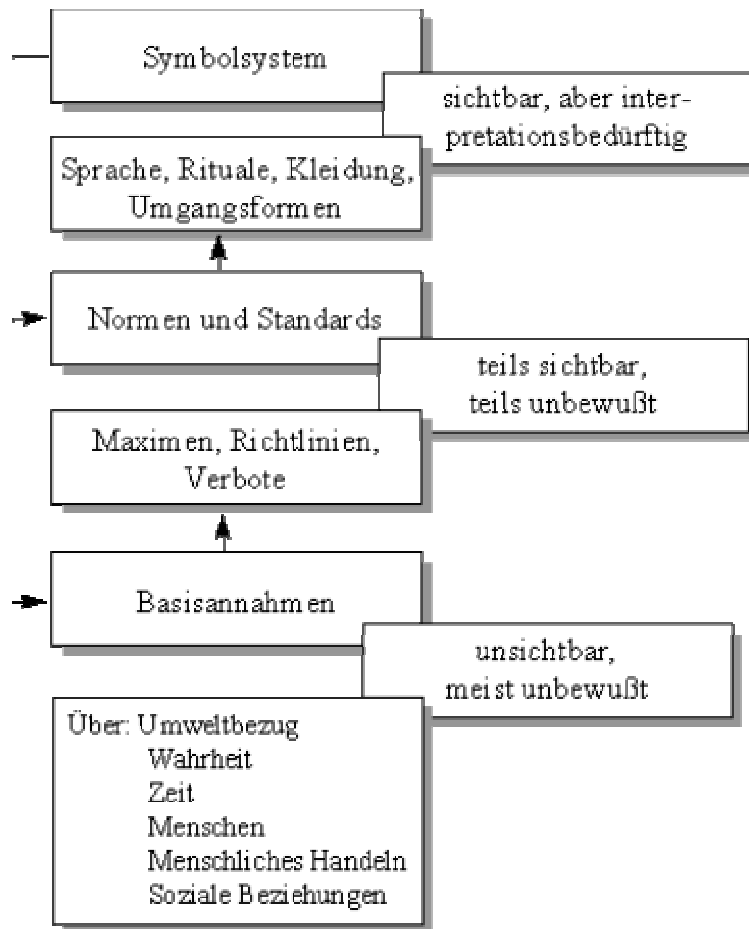 Symbolsystem
sichtbar, aber inter-
pretationsbedürftig
Sprache, Rituale, Kleidung,
Umgangsformen
Normen und Standards
teils sichtbar,
teils unbewußt
Maximen, Richtlinien,
Verbote
Basisannahmen
unsichtbar,
meist unbewußt
Über: Umweltbezug
Wahrheit
Zeit
Menschen
Menschliches Handeln
Soziale Beziehungen